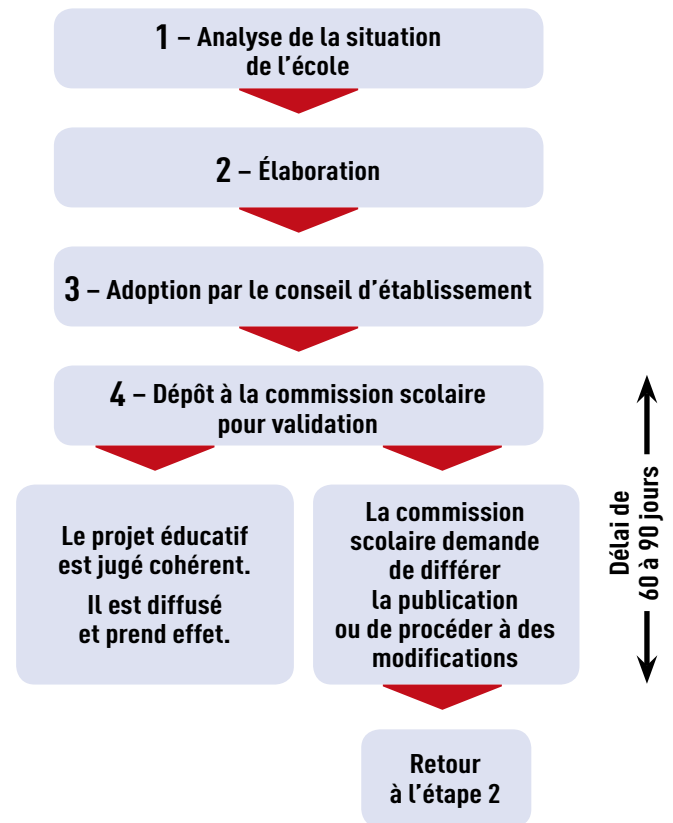 1 – Analyse de la situation
de l'école
2 – Élaboration
3 – Adoption par le conseil d'établissement
4 – Dépôt à la commission scolaire
pour validation
Le projet éducatif
est jugé cohérent.
Il est diffusé
et prend effet.
La commission
scolaire demande
de différer
la publication
ou de procéder à des
modifications
Délai de
60 à 90 jours
Retour
à l'étape 2